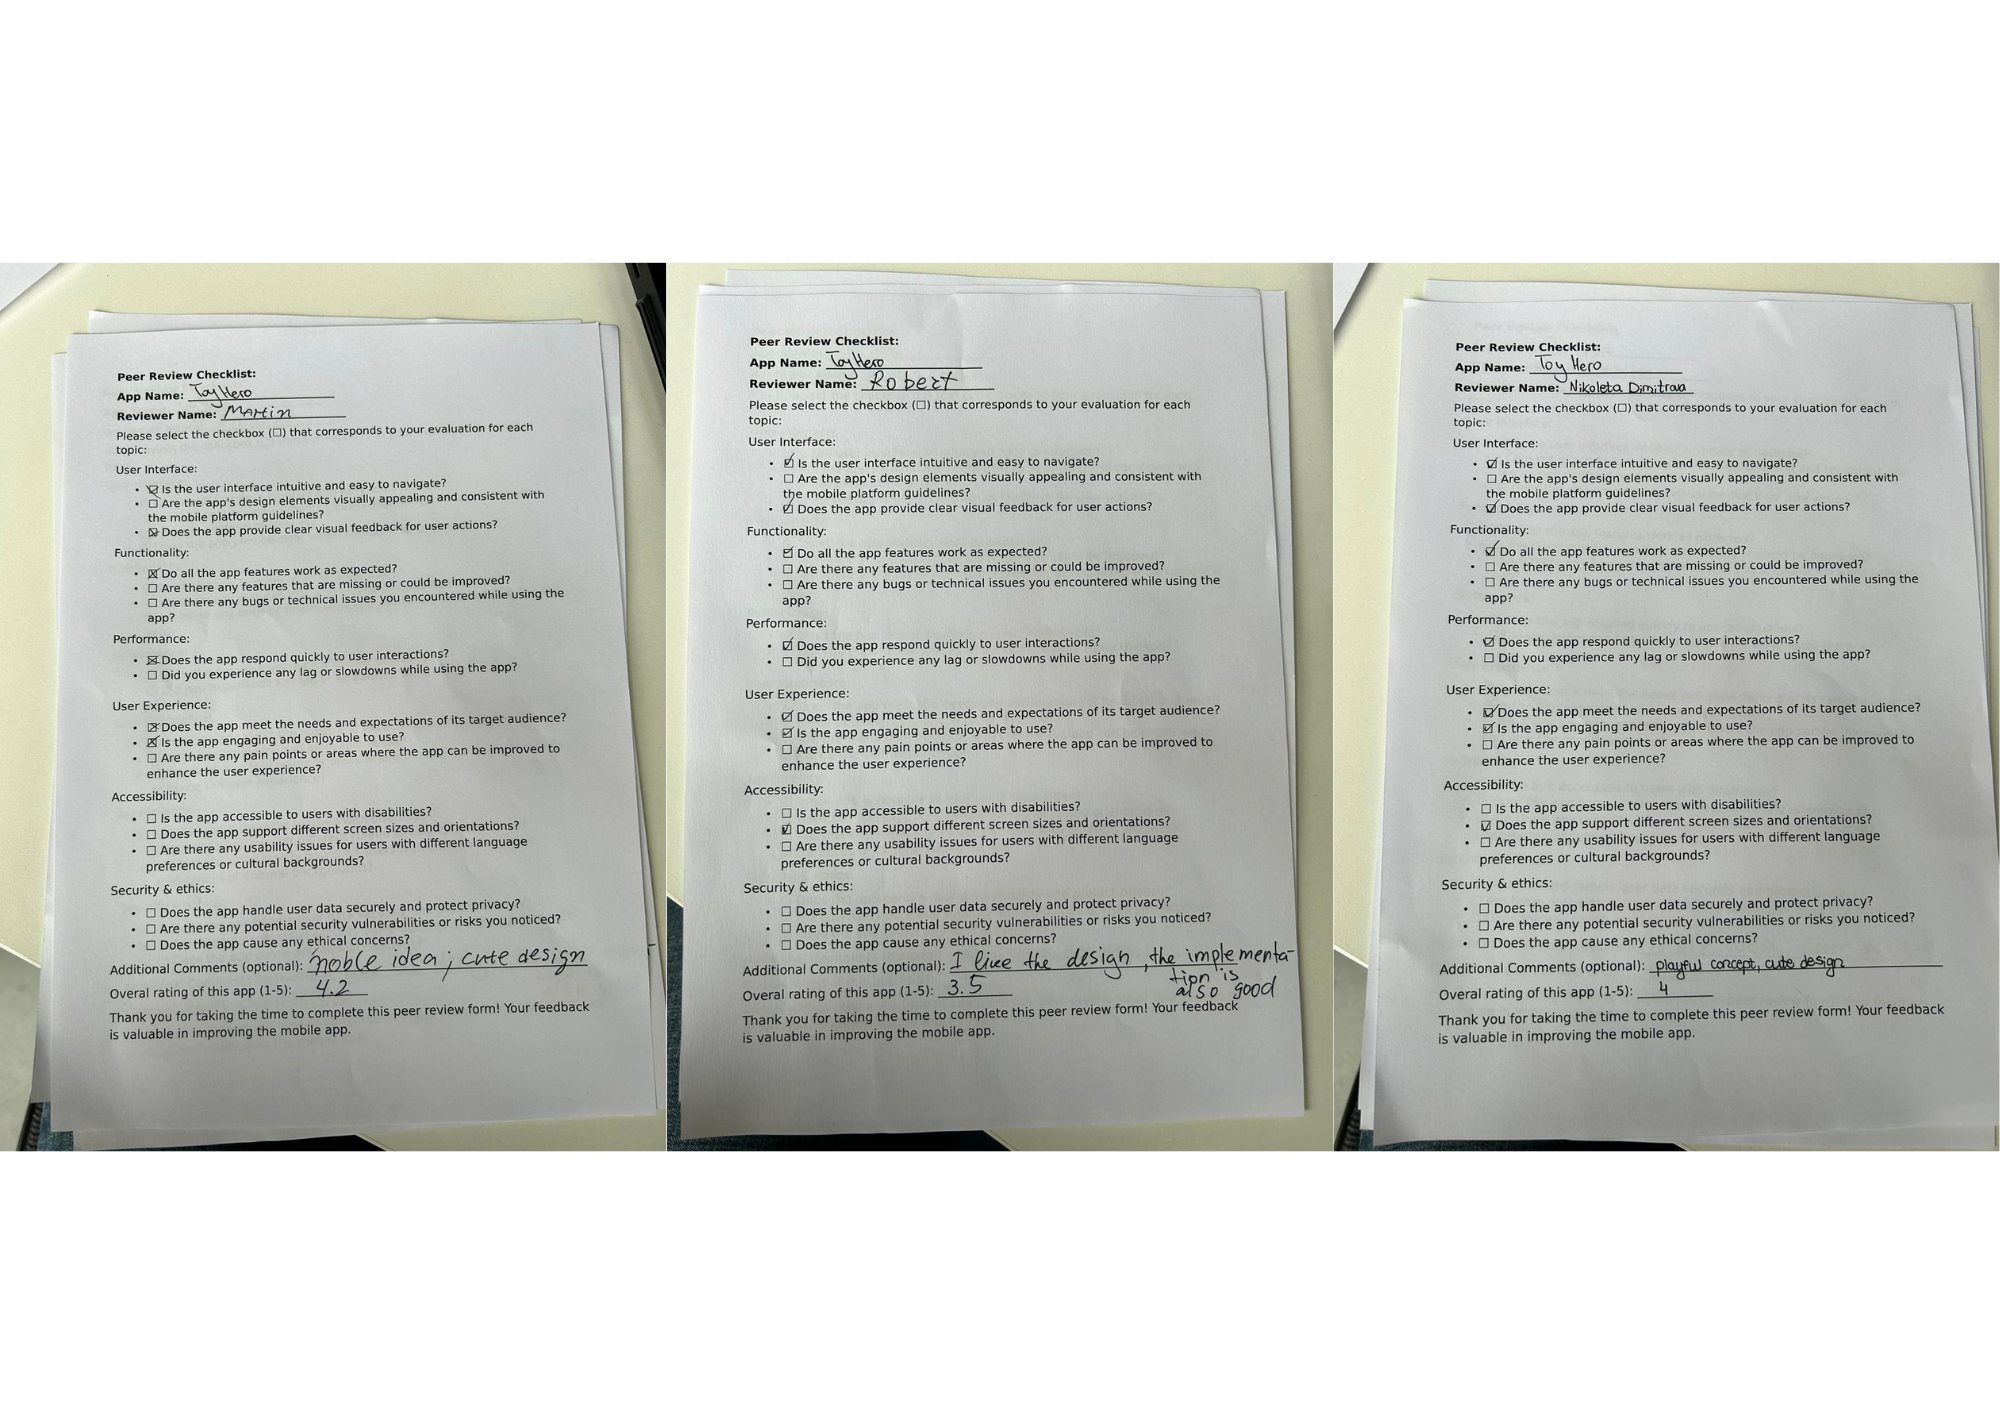 Peer Review Checklist:
App Name: Toy Hero
Reviewer Name: Martin
Please select the checkbox (☐) that corresponds to your evaluation for each
topic:
User Interface:
• ☒ Is the user interface intuitive and easy to navigate?
• ☐ Are the app's design elements visually appealing and consistent with
the mobile platform guidelines?
• ☒ Does the app provide clear visual feedback for user actions?
Functionality:
• ☒ Do all the app features work as expected?
• ☐ Are there any features that are missing or could be improved?
• ☐ Are there any bugs or technical issues you encountered while using the
app?
Performance:
• ☒ Does the app respond quickly to user interactions?
• ☐ Did you experience any lag or slowdowns while using the app?
User Experience:
• ☒ Does the app meet the needs and expectations of its target audience?
• ☒ Is the app engaging and enjoyable to use?
• ☐ Are there any pain points or areas where the app can be improved to
enhance the user experience?
Accessibility:
• ☐ Is the app accessible to users with disabilities?
• ☐ Does the app support different screen sizes and orientations?
• ☐ Are there any usability issues for users with different language
preferences or cultural backgrounds?
Security & ethics:
• ☐ Does the app handle user data securely and protect privacy?
• ☐ Are there any potential security vulnerabilities or risks you noticed?
• ☐ Does the app cause any ethical concerns?
Additional Comments (optional): noble idea; cute design
Overal rating of this app (1-5): 4.2
Thank you for taking the time to complete this peer review form! Your feedback
is valuable in improving the mobile app.
Peer Review Checklist:
App Name: Toy Hero
Reviewer Name: Robert
Please select the checkbox (☐) that corresponds to your evaluation for each
topic:
User Interface:
• ☑ Is the user interface intuitive and easy to navigate?
• ☐ Are the app's design elements visually appealing and consistent with
the mobile platform guidelines?
• ☑ Does the app provide clear visual feedback for user actions?
Functionality:
• ☑ Do all the app features work as expected?
• ☐ Are there any features that are missing or could be improved?
• ☐ Are there any bugs or technical issues you encountered while using the
app?
Performance:
• ☑ Does the app respond quickly to user interactions?
• ☐ Did you experience any lag or slowdowns while using the app?
User Experience:
• ☑ Does the app meet the needs and expectations of its target audience?
• ☑ Is the app engaging and enjoyable to use?
• ☐ Are there any pain points or areas where the app can be improved to
enhance the user experience?
Accessibility:
• ☐ Is the app accessible to users with disabilities?
• ☑ Does the app support different screen sizes and orientations?
• ☐ Are there any usability issues for users with different language
preferences or cultural backgrounds?
Security & ethics:
• ☐ Does the app handle user data securely and protect privacy?
• ☐ Are there any potential security vulnerabilities or risks you noticed?
• ☐ Does the app cause any ethical concerns?
Additional Comments (optional): I like the design, the implementa-
tion is
also good
Overal rating of this app (1-5): 3.5
Thank you for taking the time to complete this peer review form! Your feedback
is valuable in improving the mobile app.
Peer Review Checklist:
App Name: Toy Hero
Reviewer Name: Nikoleta Dimitrova
Please select the checkbox (☐) that corresponds to your evaluation for each
topic:
User Interface:
• ☑ Is the user interface intuitive and easy to navigate?
• ☐ Are the app's design elements visually appealing and consistent with
the mobile platform guidelines?
• ☑ Does the app provide clear visual feedback for user actions?
Functionality:
• ☑ Do all the app features work as expected?
• ☐ Are there any features that are missing or could be improved?
• ☐ Are there any bugs or technical issues you encountered while using the
app?
Performance:
• ☑ Does the app respond quickly to user interactions?
• ☐ Did you experience any lag or slowdowns while using the app?
User Experience:
• ☑ Does the app meet the needs and expectations of its target audience?
• ☑ Is the app engaging and enjoyable to use?
• ☐ Are there any pain points or areas where the app can be improved to
enhance the user experience?
Accessibility:
• ☐ Is the app accessible to users with disabilities?
• ☑ Does the app support different screen sizes and orientations?
• ☐ Are there any usability issues for users with different language
preferences or cultural backgrounds?
Security & ethics:
• ☐ Does the app handle user data securely and protect privacy?
• ☐ Are there any potential security vulnerabilities or risks you noticed?
• ☐ Does the app cause any ethical concerns?
Additional Comments (optional): playful concept, cute design
Overal rating of this app (1-5): 4
Thank you for taking the time to complete this peer review form! Your feedback
is valuable in improving the mobile app.